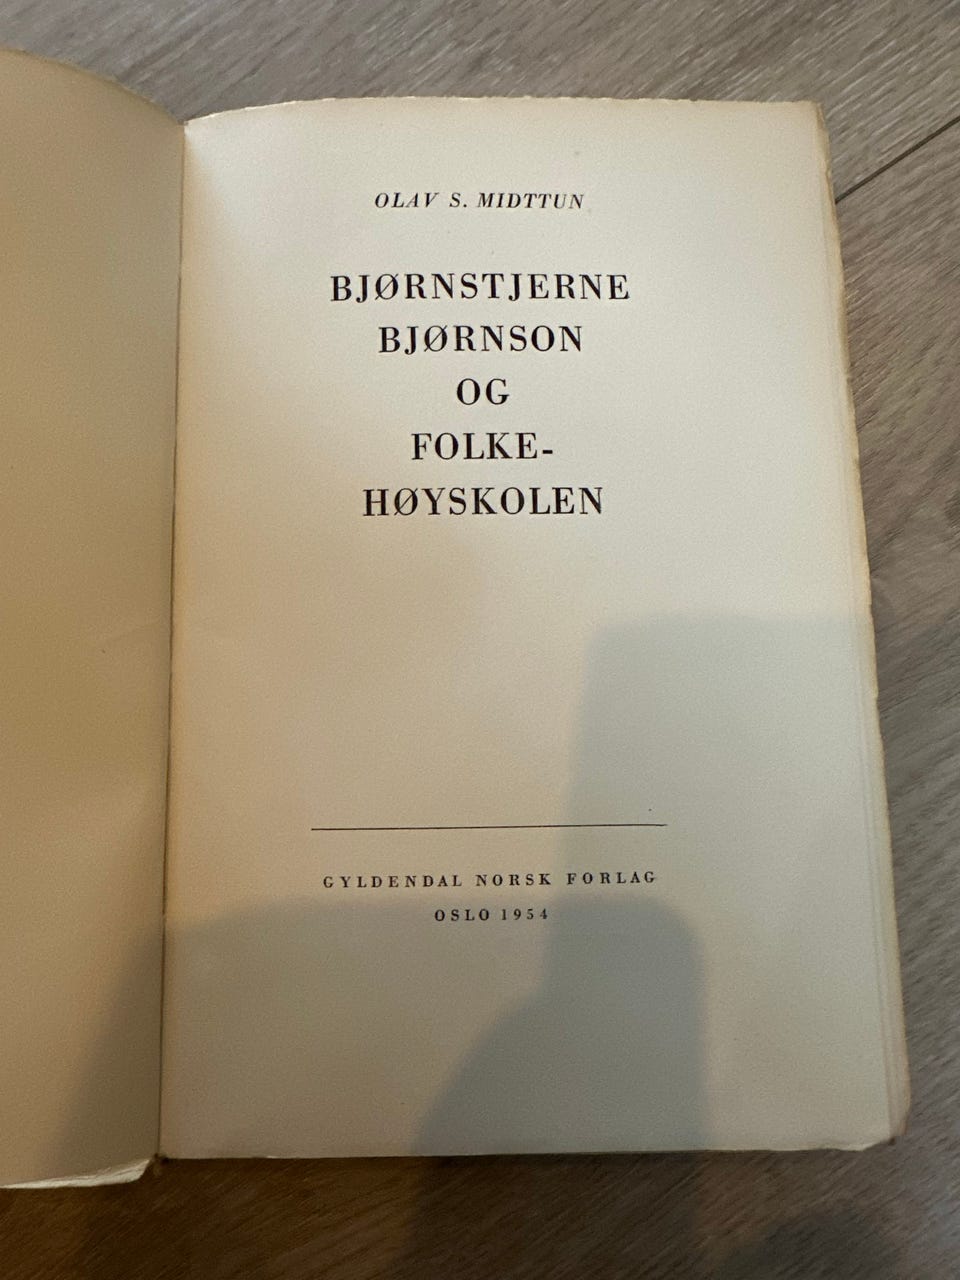 OLAV S. MIDTTUN
BJØRNSTJERNE
BJØRNSON
OG
FOLKE-
HØYSKOLEN
GYLDENDAL NORSK FORLAG
OSLO 1954